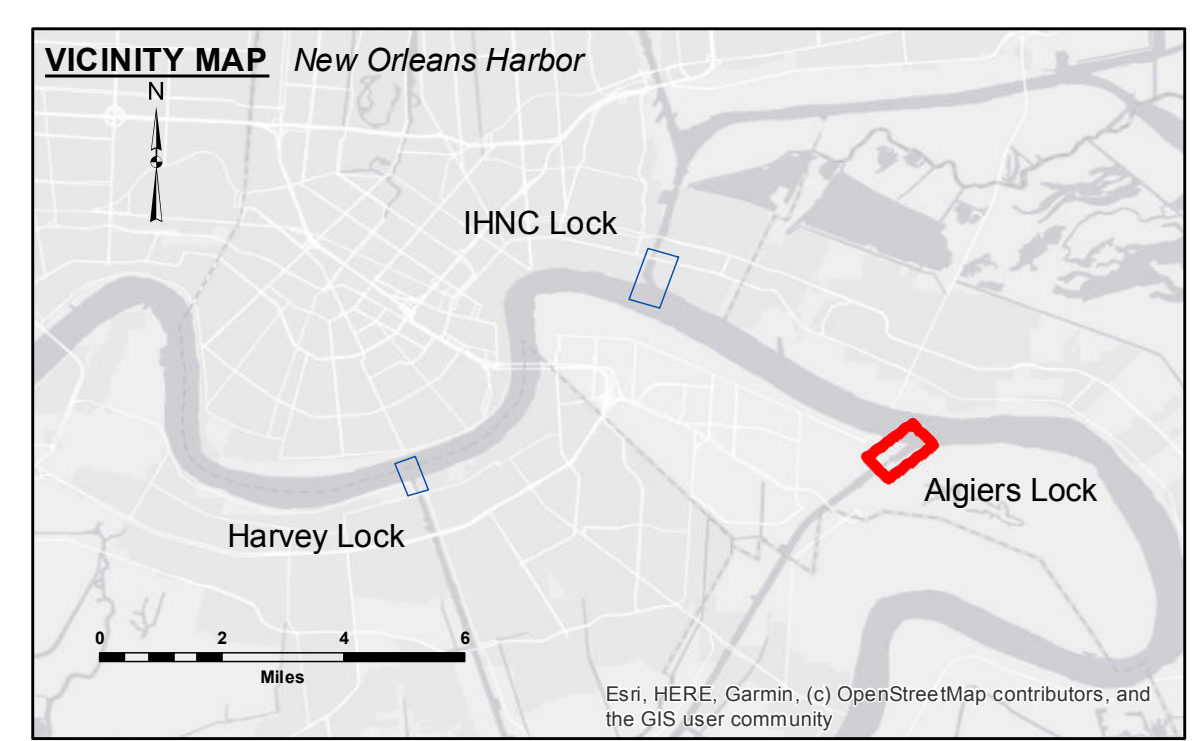 VICINITY MAP New Orleans Harbor
N
IHNC Lock
Algiers Lock
Harvey Lock
0 2 4 6
Miles
Esri, HERE, Garmin, (c) OpenStreetMap contributors, and
the GIS user community